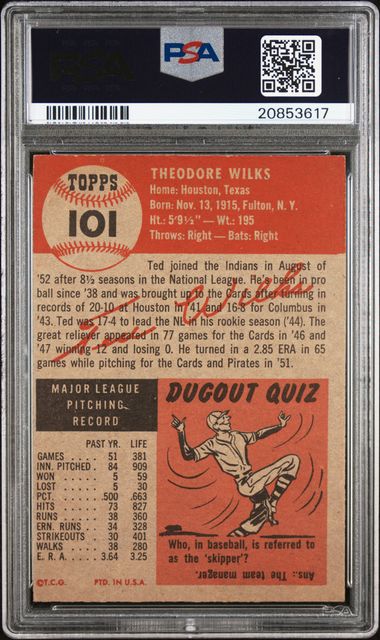 PSA
PSA
20853617
TOPPS
101
THEODORE WILKS
Home: Houston, Texas
Born: Nov. 13, 1915, Fulton, N. Y.
Ht.: 5'9½" — Wt.: 195
Throws: Right — Bats: Right
Ted joined the Indians in August of
'52 after 8½ seasons in the National League. He's been in pro
ball since '38 and was brought up to the Cards after turning
in records of 20-10 at Houston in '41 and 16-8 for Columbus in
'43. Ted was 17-4 to lead the NL in his rookie season ('44). The
great reliever appeared in 77 games for the Cards in '46 and
'47 winning 12 and losing 0. He turned in a 2.85 ERA in 65
games while pitching for the Cards and Pirates in '51.
Ted Wilks
MAJOR LEAGUE
PITCHING
RECORD
PAST YR. LIFE
GAMES 51 381
INN. PITCHED 84 909
WON 5 59
LOST 5 30
PCT. .500 .663
HITS 73 827
RUNS 38 360
ERN. RUNS 34 328
STRIKEOUTS 30 401
WALKS 38 280
E. R. A. 3.64 3.25
©T.C.G. PTD. IN U.S.A.
DUGOUT QUIZ
Who, in baseball, is referred to
as the 'skipper'?
Ans.: The team manager.
PSA